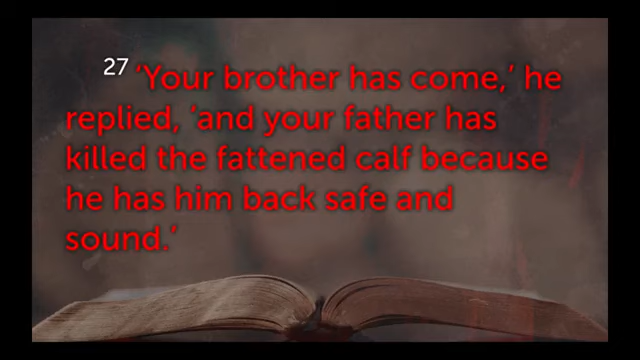 27 ‘Your brother has come,’ he
replied, ‘and your father has
killed the fattened calf because
he has him back safe and
sound.’